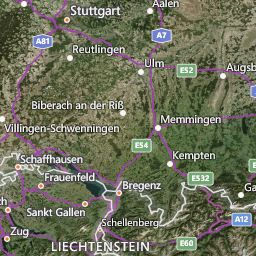 Stuttgart
Aalen
A81
A7
Reutlingen
Ulm
E52
Augsb
Biberach an der Riß
Villingen-Schwenningen
Memmingen
E54
Schaffhausen
Kempten
Frauenfeld
E532
Bregenz
Ga
Sankt Gallen
Schellenberg
A12
Zug
LIECHTENSTEIN
E60